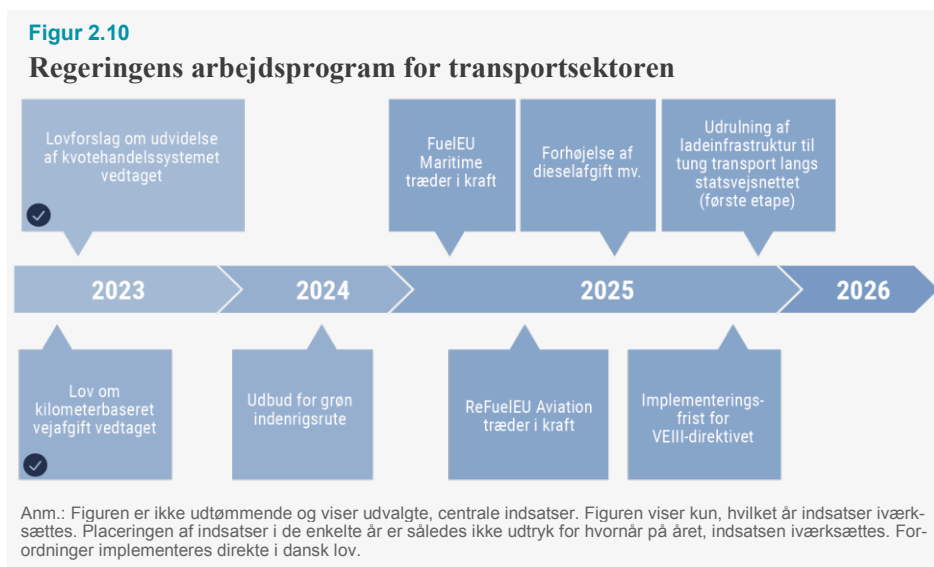 Figur 2.10
Regeringens arbejdsprogram for transportsektoren
Lovforslag om udvidelse
af kvotehandelssystemet
vedtaget
FuelEU
Maritime
træder i kraft
Forhøjelse af
dieselafgift mv.
Udrulning af
ladeinfrastruktur til
tung transport langs
statsvejsnettet
(første etape)
2023
2024
2025
2026
Lov om
kilometerbaseret
vejafgift vedtaget
Udbud for grøn
indenrigsrute
ReFuelEU Aviation
træder i kraft
Implementerings-
frist for
VEIII-direktivet
Anm.: Figuren er ikke udtømmende og viser udvalgte, centrale indsatser. Figuren viser kun, hvilket år indsatser iværk-
sættes. Placeringen af indsatser i de enkelte år er således ikke udtryk for hvornår på året, indsatsen iværksættes. For-
ordninger implementeres direkte i dansk lov.